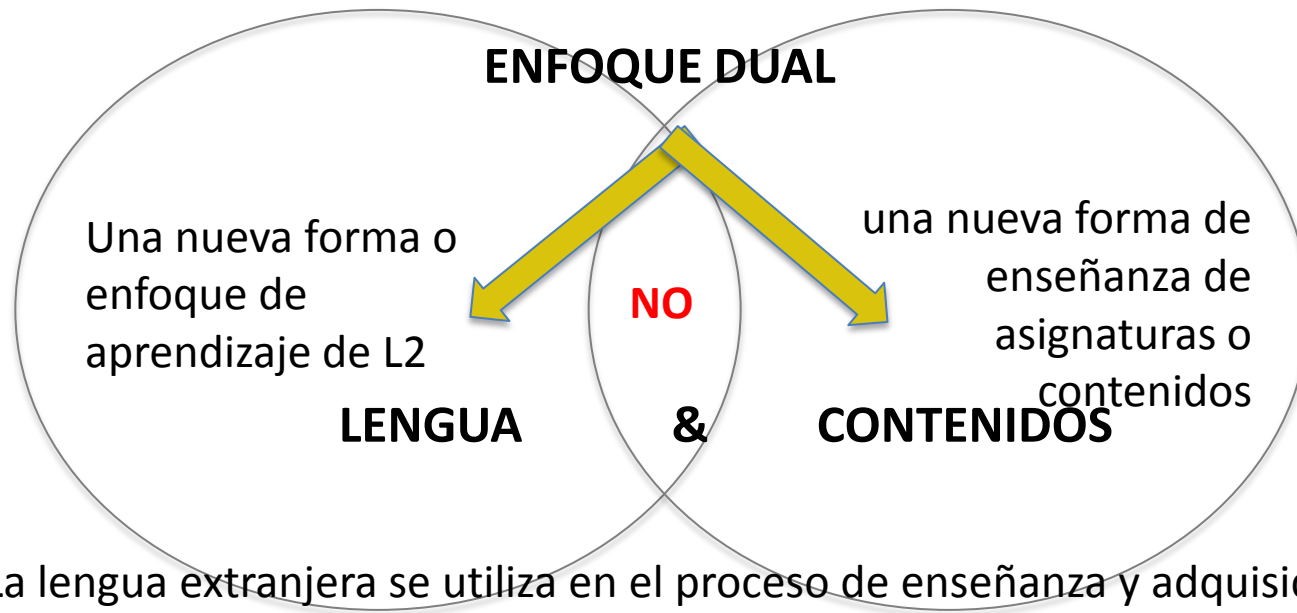 ENFOQUE DUAL
Una nueva forma o
enfoque de
aprendizaje de L2
una nueva forma de
enseñanza de
asignaturas o
contenidos
NO
LENGUA & CONTENIDOS
La lengua extranjera se utiliza en el proceso de enseñanza y